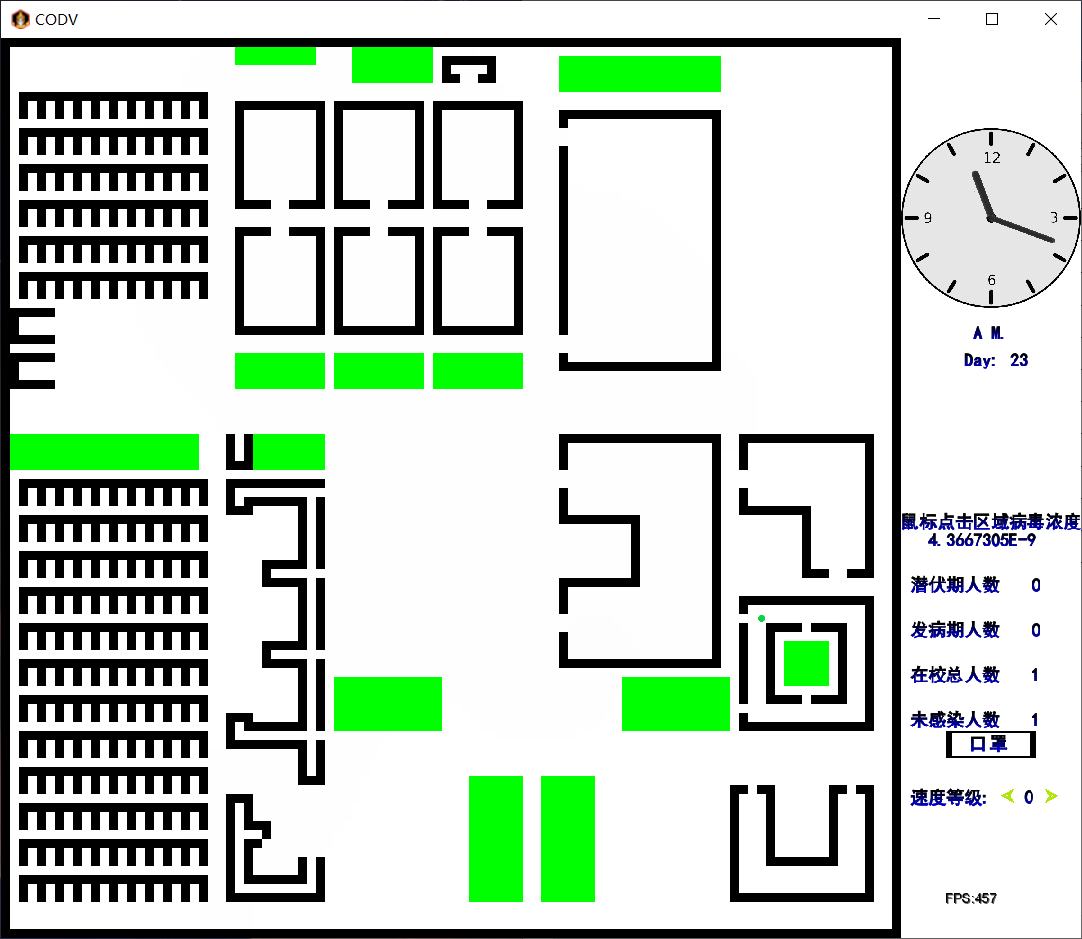 CODV
12
9
3
6
A M.
Day: 23
鼠标点击区域病毒浓度
4.3667305E-9
潜伏期人数 0
发病期人数 0
在校总人数 1
未感染人数 1
口罩
速度等级: 0
FPS:457